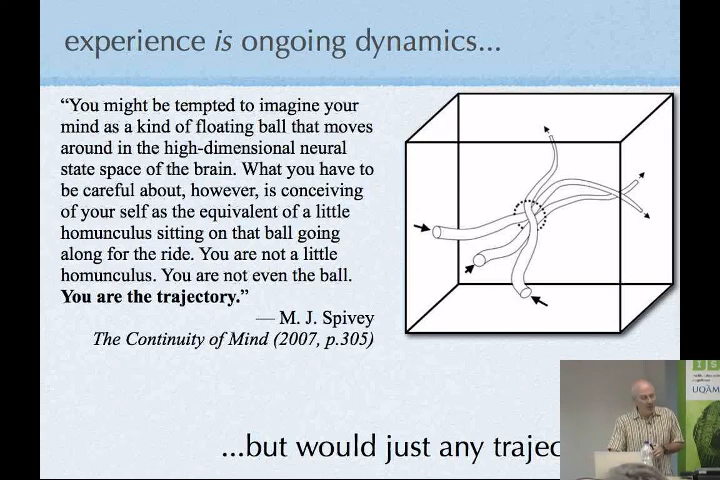 experience is ongoing dynamics...
“You might be tempted to imagine your
mind as a kind of floating ball that moves
around in the high-dimensional neural
state space of the brain. What you have to
be careful about, however, is conceiving
of your self as the equivalent of a little
homunculus sitting on that ball going
along for the ride. You are not a little
homunculus. You are not even the ball.
You are the trajectory.”
— M. J. Spivey
The Continuity of Mind (2007, p.305)
...but would just any trajec
UQÀM